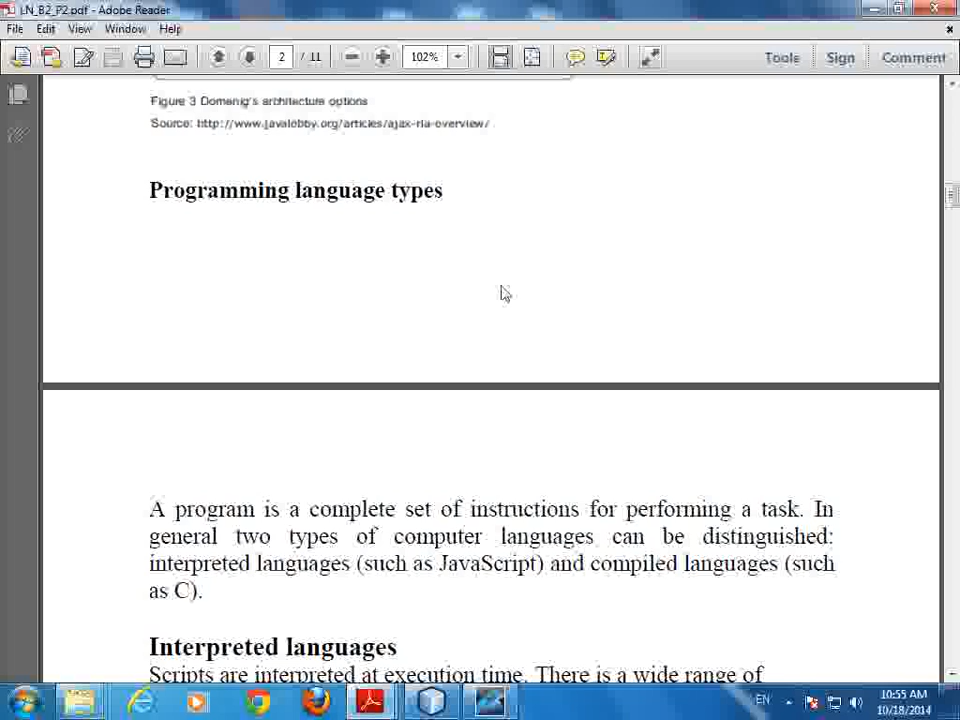 LN_B2_P2.pdf - Adobe Reader
File Edit View Window Help
2 / 11 102% Tools Sign Comment
Figure 3 Domenig's architecture options
Source: http://www.javalobby.org/articles/ajax-ria-overview/
Programming language types
A program is a complete set of instructions for performing a task. In
general two types of computer languages can be distinguished:
interpreted languages (such as JavaScript) and compiled languages (such
as C).
Interpreted languages
Scripts are interpreted at execution time. There is a wide range of
EN
10:55 AM
10/18/2014